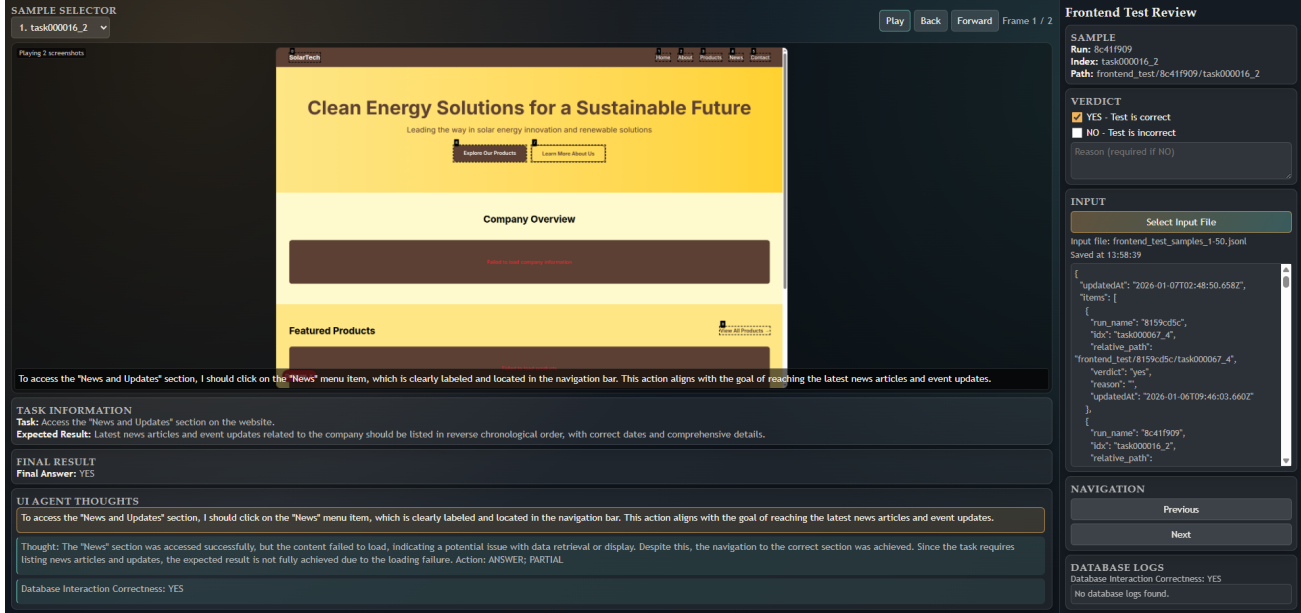 SAMPLE SELECTOR
1. task000016_2
Play
Back
Forward
Frame 1 / 2
Playing 2 screenshots
SolarTech
Home
About
Products
News
Contact
Clean Energy Solutions for a Sustainable Future
Leading the way in solar energy innovation and renewable solutions
Explore Our Products
Learn More About Us
Company Overview
Failed to load company information
Featured Products
View All Products →
To access the "News and Updates" section, I should click on the "News" menu item, which is clearly labeled and located in the navigation bar. This action aligns with the goal of reaching the latest news articles and event updates.
TASK INFORMATION
Task: Access the "News and Updates" section on the website.
Expected Result: Latest news articles and event updates related to the company should be listed in reverse chronological order, with correct dates and comprehensive details.
FINAL RESULT
Final Answer: YES
UI AGENT THOUGHTS
To access the "News and Updates" section, I should click on the "News" menu item, which is clearly labeled and located in the navigation bar. This action aligns with the goal of reaching the latest news articles and event updates.
Thought: The "News" section was accessed successfully, but the content failed to load, indicating a potential issue with data retrieval or display. Despite this, the navigation to the correct section was achieved. Since the task requires
listing news articles and updates, the expected result is not fully achieved due to the loading failure. Action: ANSWER; PARTIAL
Database Interaction Correctness: YES
Frontend Test Review
SAMPLE
Run: 8c41f909
Index: task000016_2
Path: frontend_test/8c41f909/task000016_2
VERDICT
YES - Test is correct
NO - Test is incorrect
Reason (required if NO)
INPUT
Select Input File
Input file: frontend_test_samples_1-50.jsonl
Saved at 13:58:39
{
"updatedAt": "2026-01-07T02:48:50.658Z",
"items": [
{
"run_name": "8159cd5c",
"idx": "task000067_4",
"relative_path":
"frontend_test/8159cd5c/task000067_4",
"verdict": "yes",
"reason": "",
"updatedAt": "2026-01-06T09:46:03.660Z"
},
{
"run_name": "8c41f909",
"idx": "task000016_2",
"relative_path":
NAVIGATION
Previous
Next
DATABASE LOGS
Database Interaction Correctness: YES
No database logs found.